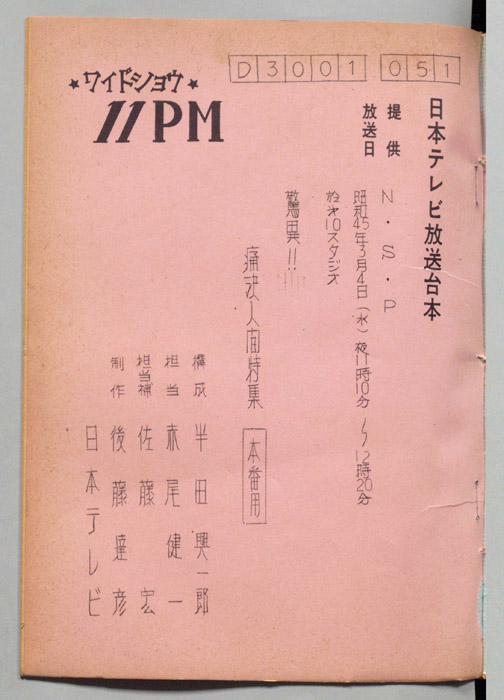 D3001 051
★ワイドショウ★
11PM
日本テレビ放送台本
提供 N・S・P
放送日 昭和45年3月4日（水）夜11時10分〜12時20分
於オ10スタジオ
驚異!!
痛快人間特集
本番用
構成 半田興一郎
担当 赤尾健一
担当補 佐藤宏
制作 後藤達彦
日本テレビ